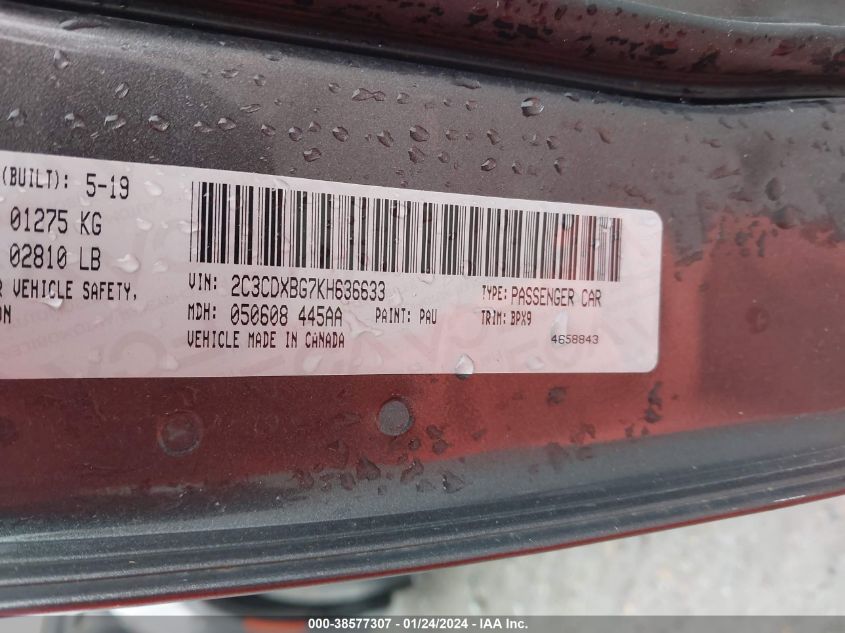 (BUILT): 5-19
01275 KG
02810 LB
VEHICLE SAFETY,
VIN: 2C3CDXBG7KH636633
TYPE: PASSENGER CAR
MDH: 050608 445AA
PAINT: PAU
TRIM: BPX9
VEHICLE MADE IN CANADA
4658843
000-38577307 - 01/24/2024 - IAA Inc.